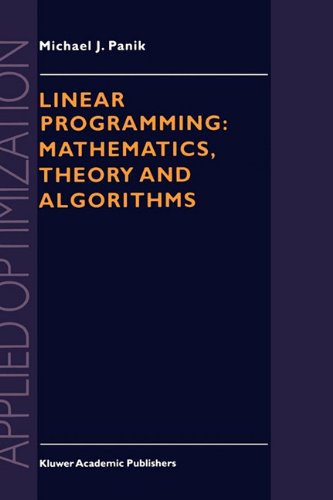 Michael J. Panik
LINEAR
PROGRAMMING:
MATHEMATICS,
THEORY AND
ALGORITHMS
APPLIED OPTIMIZATION
Kluwer Academic Publishers